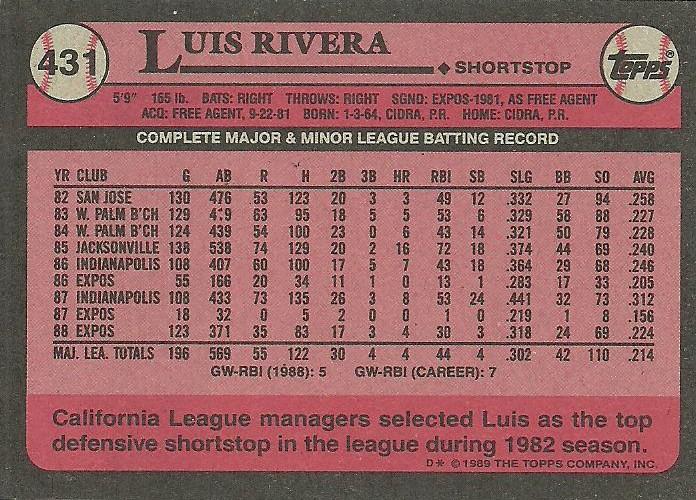 431
LUIS RIVERA
◆ SHORTSTOP
TOPPS®
5'9" 165 lb. BATS: RIGHT THROWS: RIGHT SGND: EXPOS-1981, AS FREE AGENT
ACQ: FREE AGENT, 9-22-81 BORN: 1-3-64, CIDRA, P.R. HOME: CIDRA, P.R.
COMPLETE MAJOR & MINOR LEAGUE BATTING RECORD
YR CLUB G AB R H 2B 3B HR RBI SB SLG BB SO AVG
82 SAN JOSE 130 476 53 123 20 3 3 49 12 .332 27 94 .258
83 W. PALM B'CH 129 419 63 95 18 5 5 53 6 .329 58 88 .227
84 W. PALM B'CH 124 439 54 100 23 0 6 43 14 .321 50 79 .228
85 JACKSONVILLE 138 538 74 129 20 2 16 72 18 .374 44 69 .240
86 INDIANAPOLIS 108 407 60 100 17 5 7 43 18 .364 29 68 .246
86 EXPOS 55 166 20 34 11 1 0 13 1 .283 17 33 .205
87 INDIANAPOLIS 108 433 73 135 26 3 8 53 24 .441 32 73 .312
87 EXPOS 18 32 0 5 2 0 0 1 0 .219 1 8 .156
88 EXPOS 123 371 35 83 17 3 4 30 3 .318 24 69 .224
MAJ. LEA. TOTALS 196 569 55 122 30 4 4 44 4 .302 42 110 .214
GW-RBI (1988): 5 GW-RBI (CAREER): 7
California League managers selected Luis as the top
defensive shortstop in the league during 1982 season.
D* © 1989 THE TOPPS COMPANY, INC.